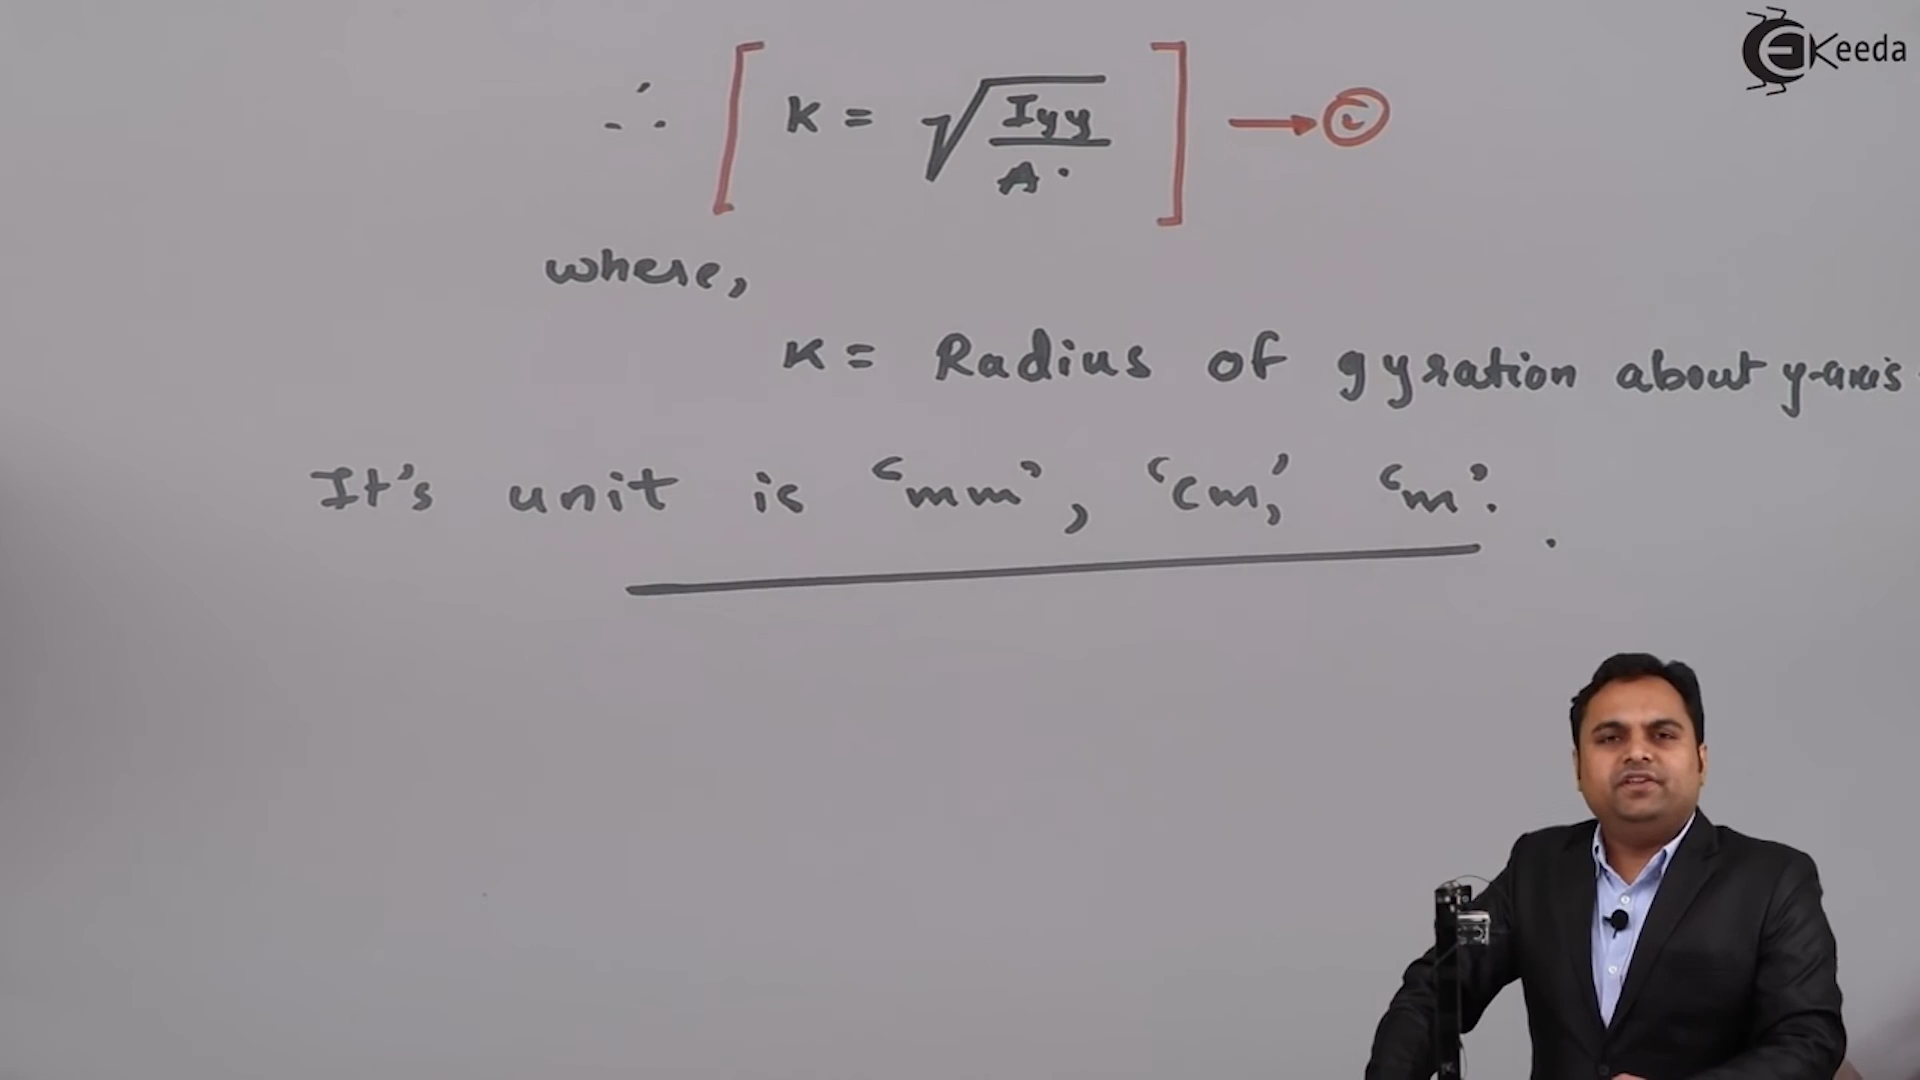 EKeeda
∴ [ K = √(Iyy / A.) ] → ©
where,
K = Radius of gyration about y-axis.
It's unit is 'mm', 'cm', 'm'.